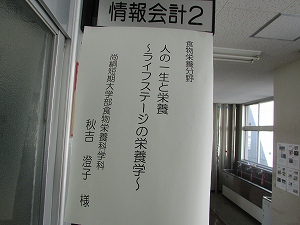 情報会計2
食物栄養分野
人の一生と栄養
～ライフステージの栄養学～
尚絅短期大学部食物栄養科学科
秋吉 澄子 様